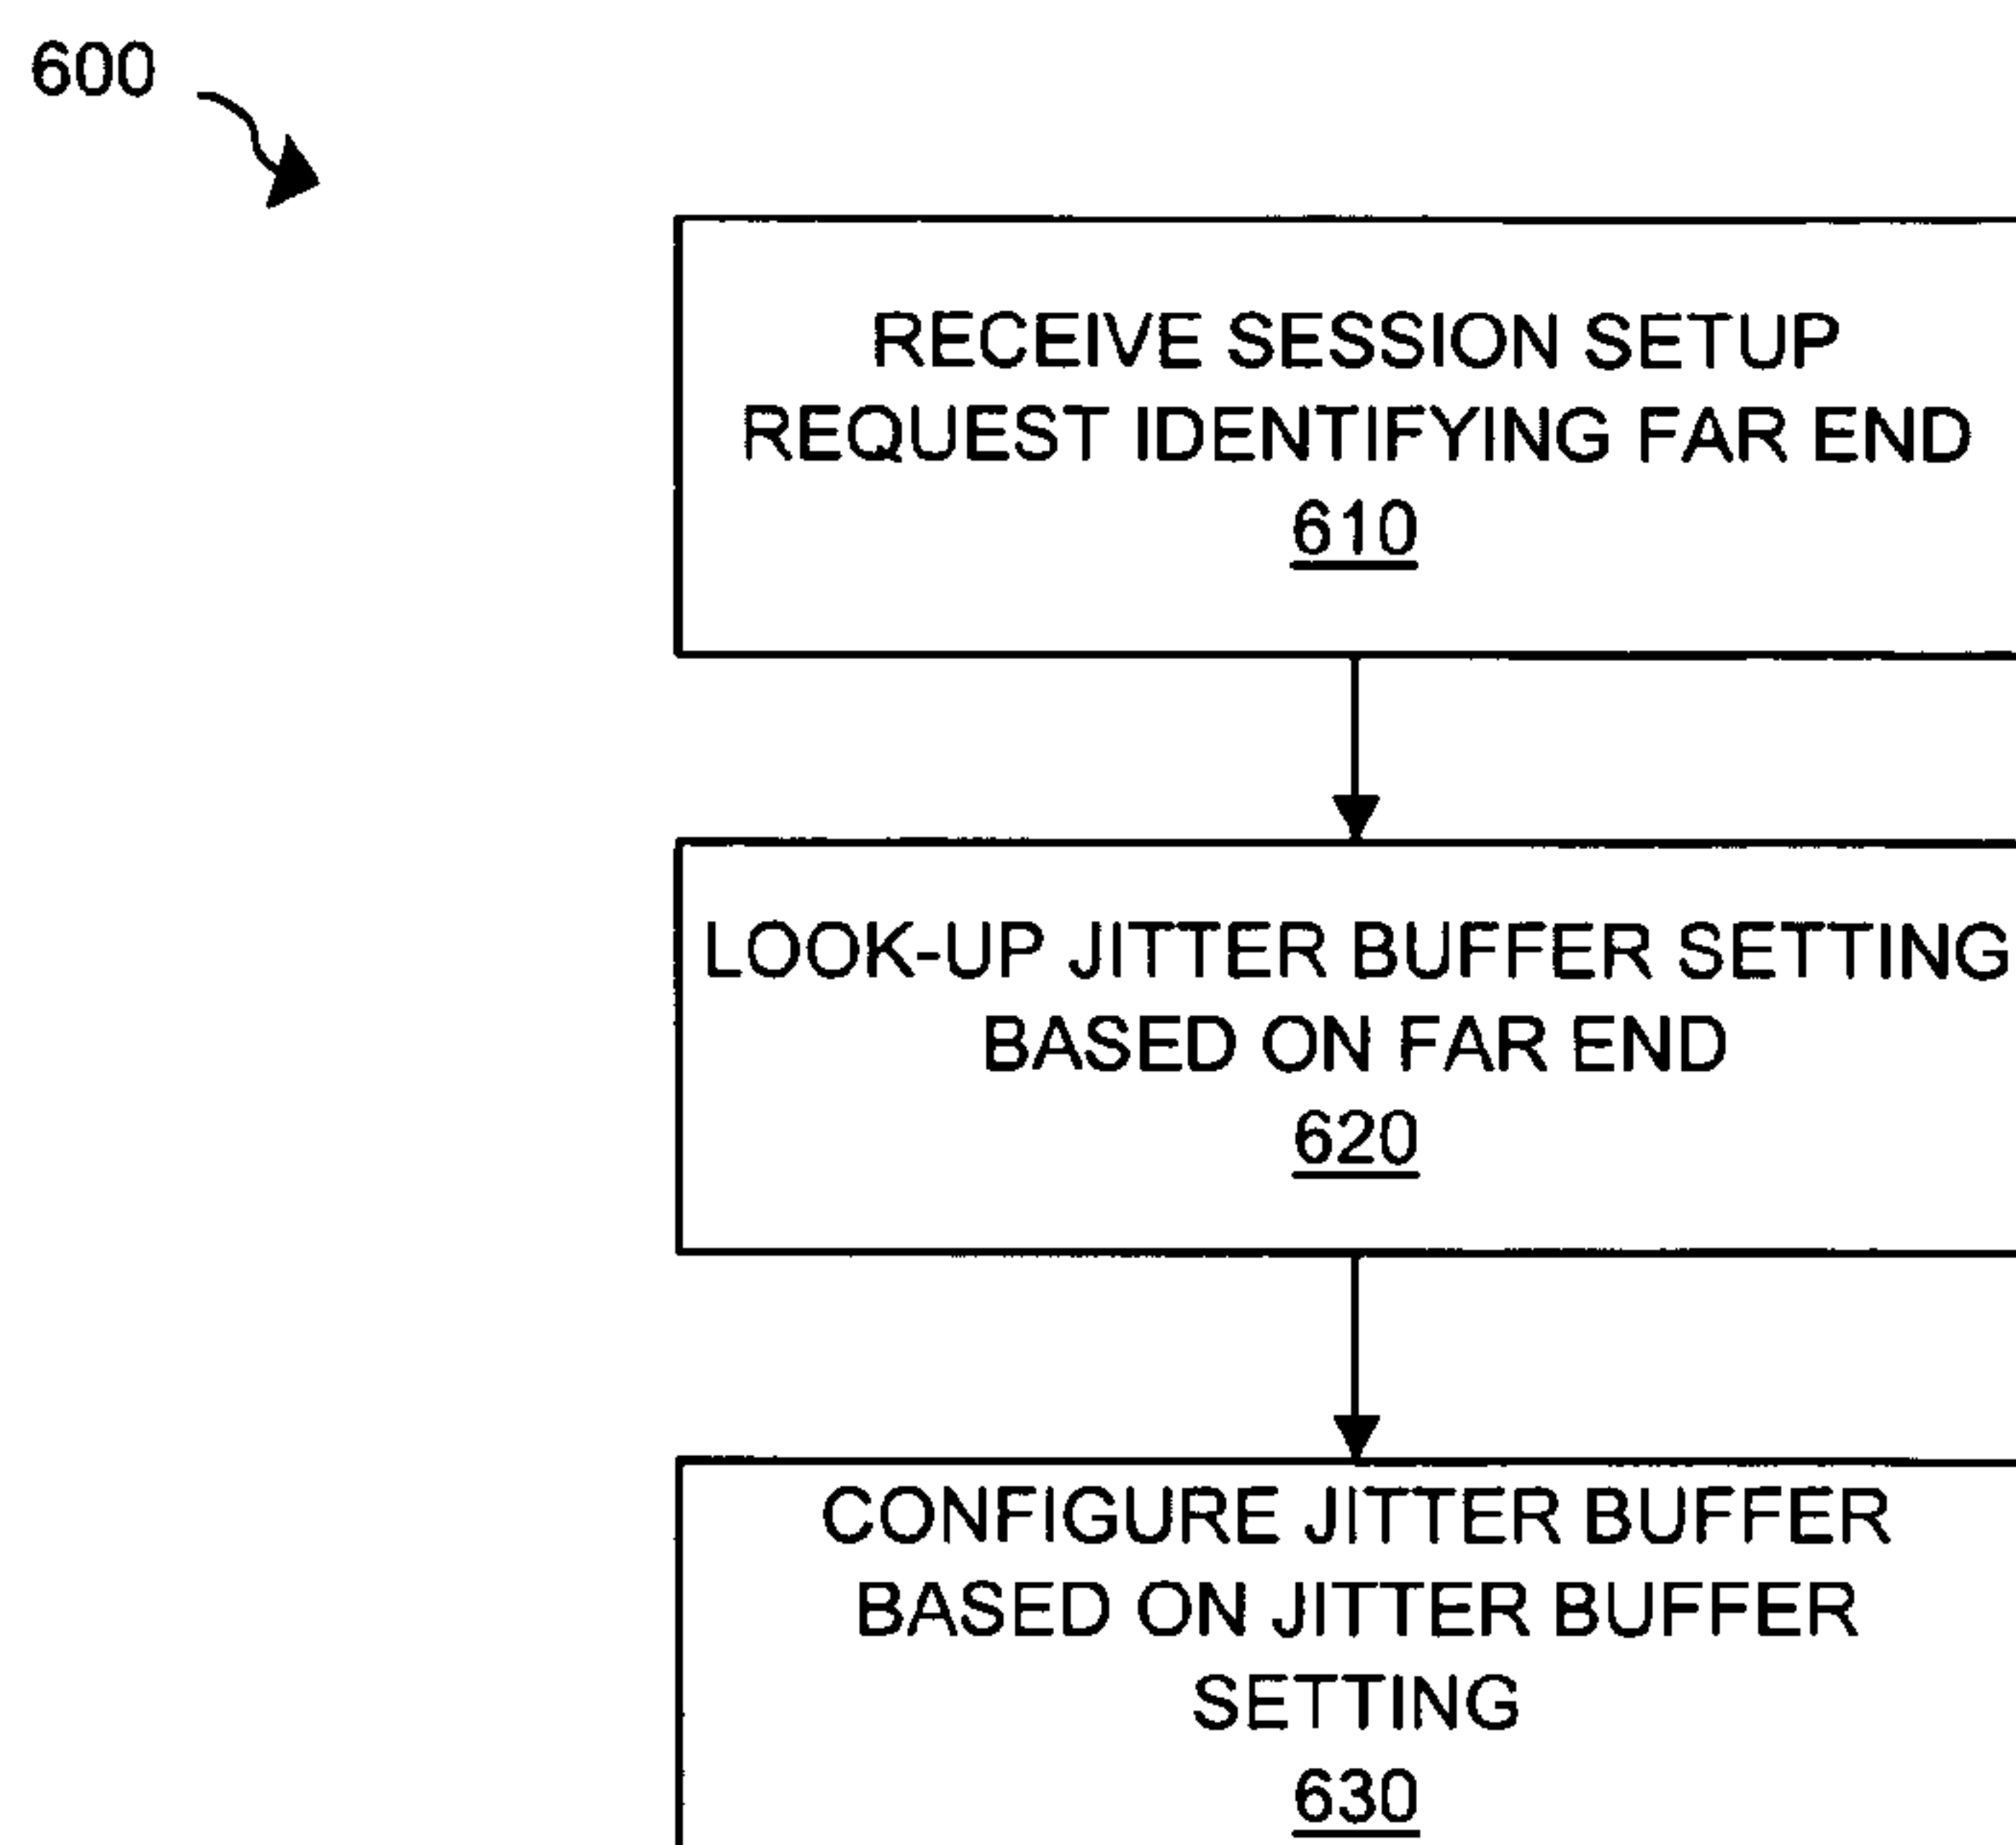 600
RECEIVE SESSION SETUP
REQUEST IDENTIFYING FAR END
610
LOOK-UP JITTER BUFFER SETTING
BASED ON FAR END
620
CONFIGURE JITTER BUFFER
BASED ON JITTER BUFFER
SETTING
630